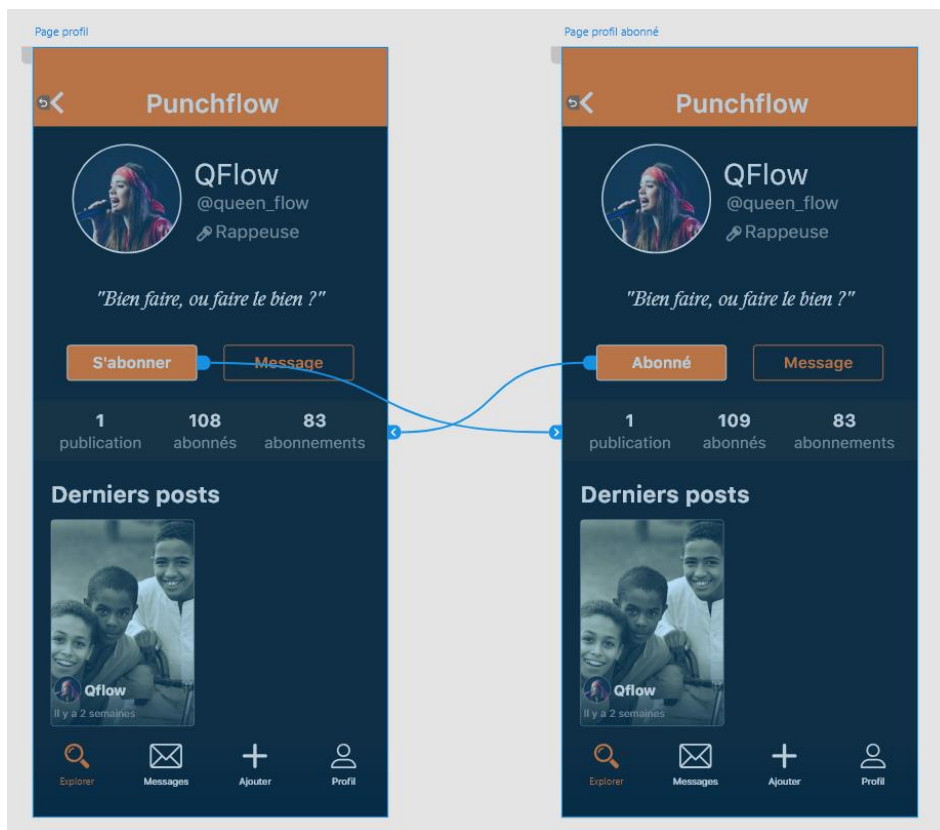 Page profil
Punchflow
QFlow
@queen_flow
Rappeuse
"Bien faire, ou faire le bien ?"
S'abonner
Message
1
publication
108
abonnés
83
abonnements
Derniers posts
Qflow
Il y a 2 semaines
Explorer
Messages
Ajouter
Profil
Page profil abonné
Punchflow
QFlow
@queen_flow
Rappeuse
"Bien faire, ou faire le bien ?"
Abonné
Message
1
publication
109
abonnés
83
abonnements
Derniers posts
Qflow
Il y a 2 semaines
Explorer
Messages
Ajouter
Profil